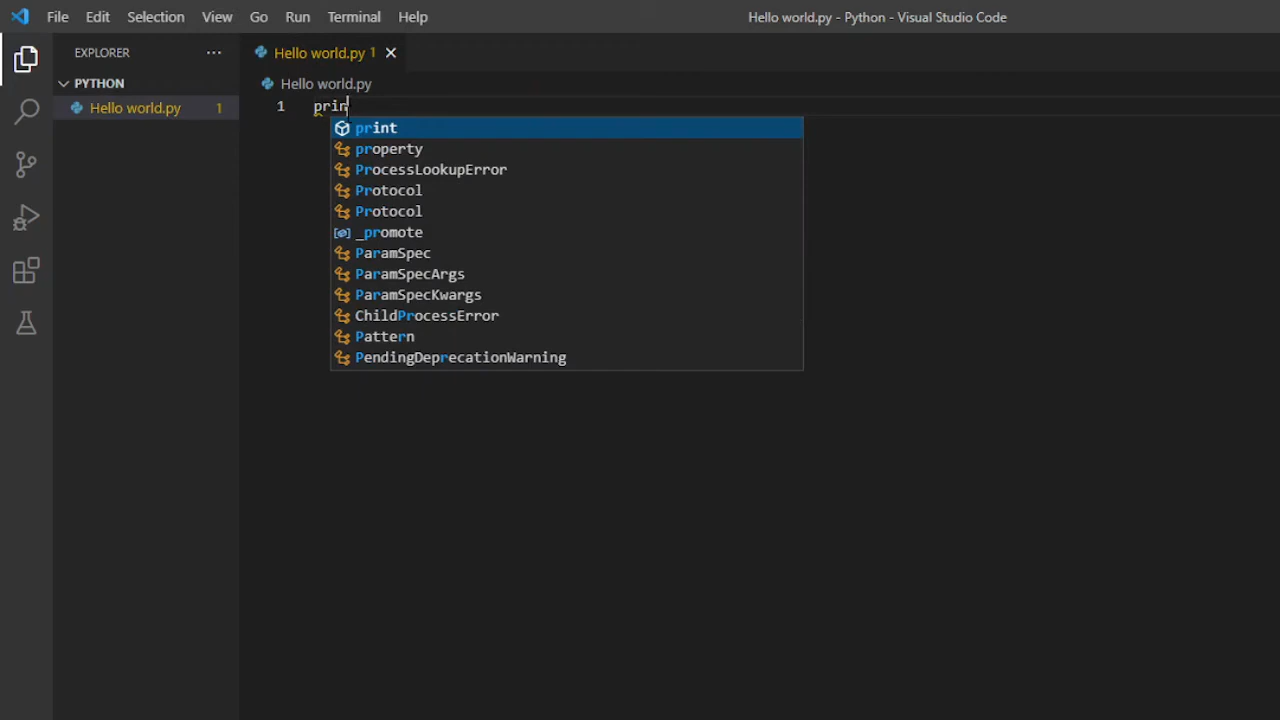 File Edit Selection View Go Run Terminal Help Hello world.py - Python - Visual Studio Code
EXPLORER ··· Hello world.py 1
PYTHON Hello world.py
Hello world.py 1
1 prin
print
property
ProcessLookupError
Protocol
Protocol
_promote
ParamSpec
ParamSpecArgs
ParamSpecKwargs
ChildProcessError
Pattern
PendingDeprecationWarning